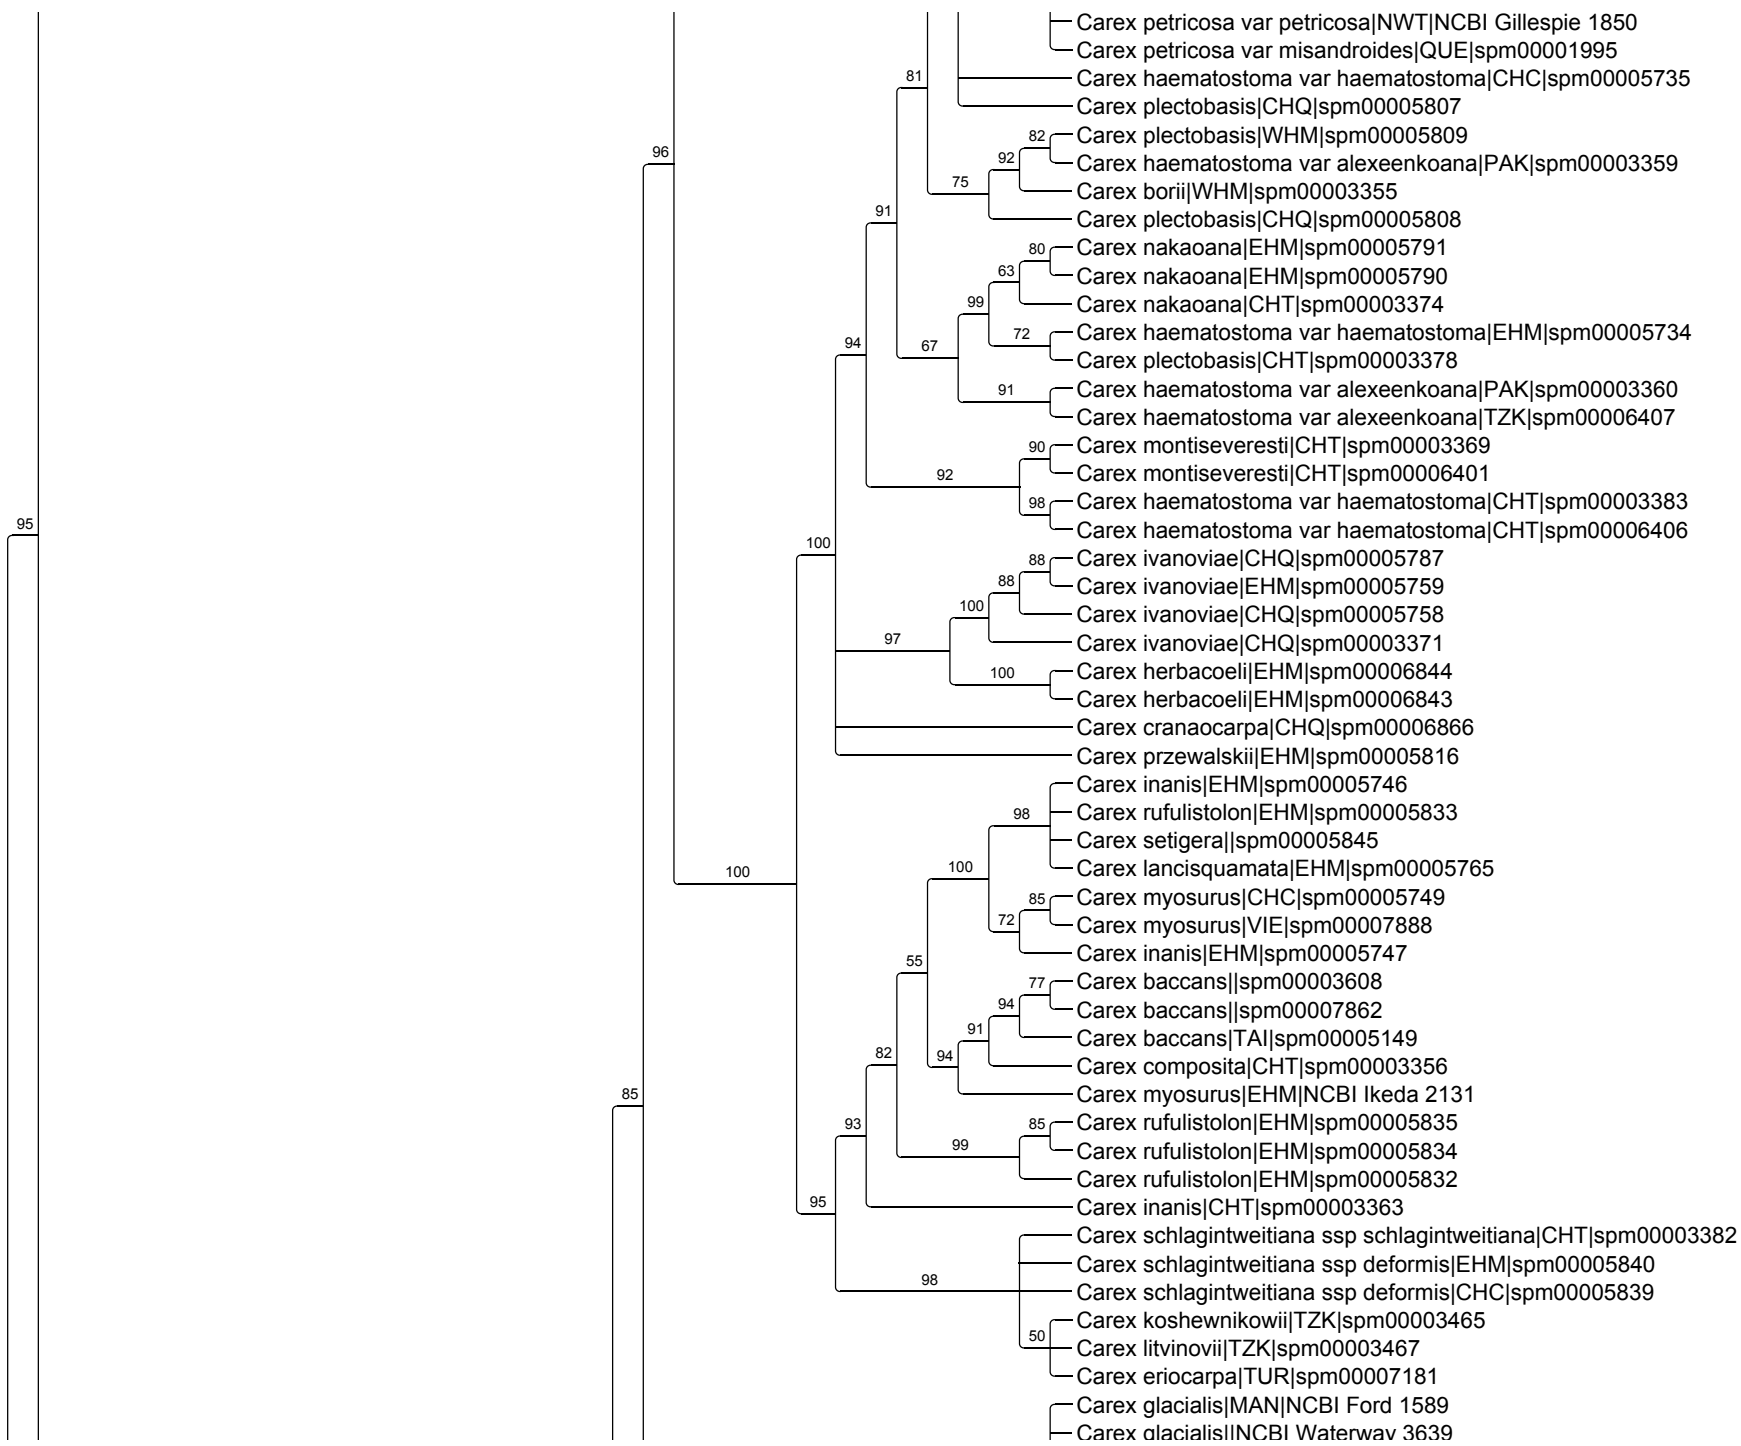 Carex petricosa var petricosa|NWT|NCBI Gillespie 1850
Carex petricosa var misandroides|QUE|spm00001995
Carex haematostoma var haematostoma|CHC|spm00005735
81
Carex plectobasis|CHQ|spm00005807
Carex plectobasis|WHM|spm00005809
82
96
Carex haematostoma var alexeenkoana|PAK|spm00003359
92
75
Carex borii|WHM|spm00003355
91
Carex plectobasis|CHQ|spm00005808
Carex nakaoana|EHM|spm00005791
80
63
Carex nakaoana|EHM|spm00005790
99
Carex nakaoana|CHT|spm00003374
Carex haematostoma var haematostoma|EHM|spm00005734
72
94
67
Carex plectobasis|CHT|spm00003378
91
Carex haematostoma var alexeenkoana|PAK|spm00003360
Carex haematostoma var alexeenkoana|TZK|spm00006407
Carex montiseveresti|CHT|spm00003369
90
92
Carex montiseveresti|CHT|spm00006401
Carex haematostoma var haematostoma|CHT|spm00003383
98
95
Carex haematostoma var haematostoma|CHT|spm00006406
100
Carex ivanoviae|CHQ|spm00005787
88
88
Carex ivanoviae|EHM|spm00005759
100
Carex ivanoviae|CHQ|spm00005758
97
Carex ivanoviae|CHQ|spm00003371
100
Carex herbacoeli|EHM|spm00006844
Carex herbacoeli|EHM|spm00006843
Carex cranaocarpa|CHQ|spm00006866
Carex przewalskii|EHM|spm00005816
Carex inanis|EHM|spm00005746
98
Carex rufulistolon|EHM|spm00005833
Carex setigera||spm00005845
100
100
Carex lancisquamata|EHM|spm00005765
Carex myosurus|CHC|spm00005749
85
72
Carex myosurus|VIE|spm00007888
55
Carex inanis|EHM|spm00005747
Carex baccans||spm00003608
77
94
Carex baccans||spm00007862
91
Carex baccans|TAI|spm00005149
82
94
Carex composita|CHT|spm00003356
85
Carex myosurus|EHM|NCBI Ikeda 2131
93
Carex rufulistolon|EHM|spm00005835
85
99
Carex rufulistolon|EHM|spm00005834
Carex rufulistolon|EHM|spm00005832
95
Carex inanis|CHT|spm00003363
Carex schlagintweitiana ssp schlagintweitiana|CHT|spm00003382
Carex schlagintweitiana ssp deformis|EHM|spm00005840
98
Carex schlagintweitiana ssp deformis|CHC|spm00005839
Carex koshewnikowii|TZK|spm00003465
50
Carex litvinovii|TZK|spm00003467
Carex eriocarpa|TUR|spm00007181
Carex glacialis|MAN|NCBI Ford 1589
Carex glacialis||NCBI Waterway 3639